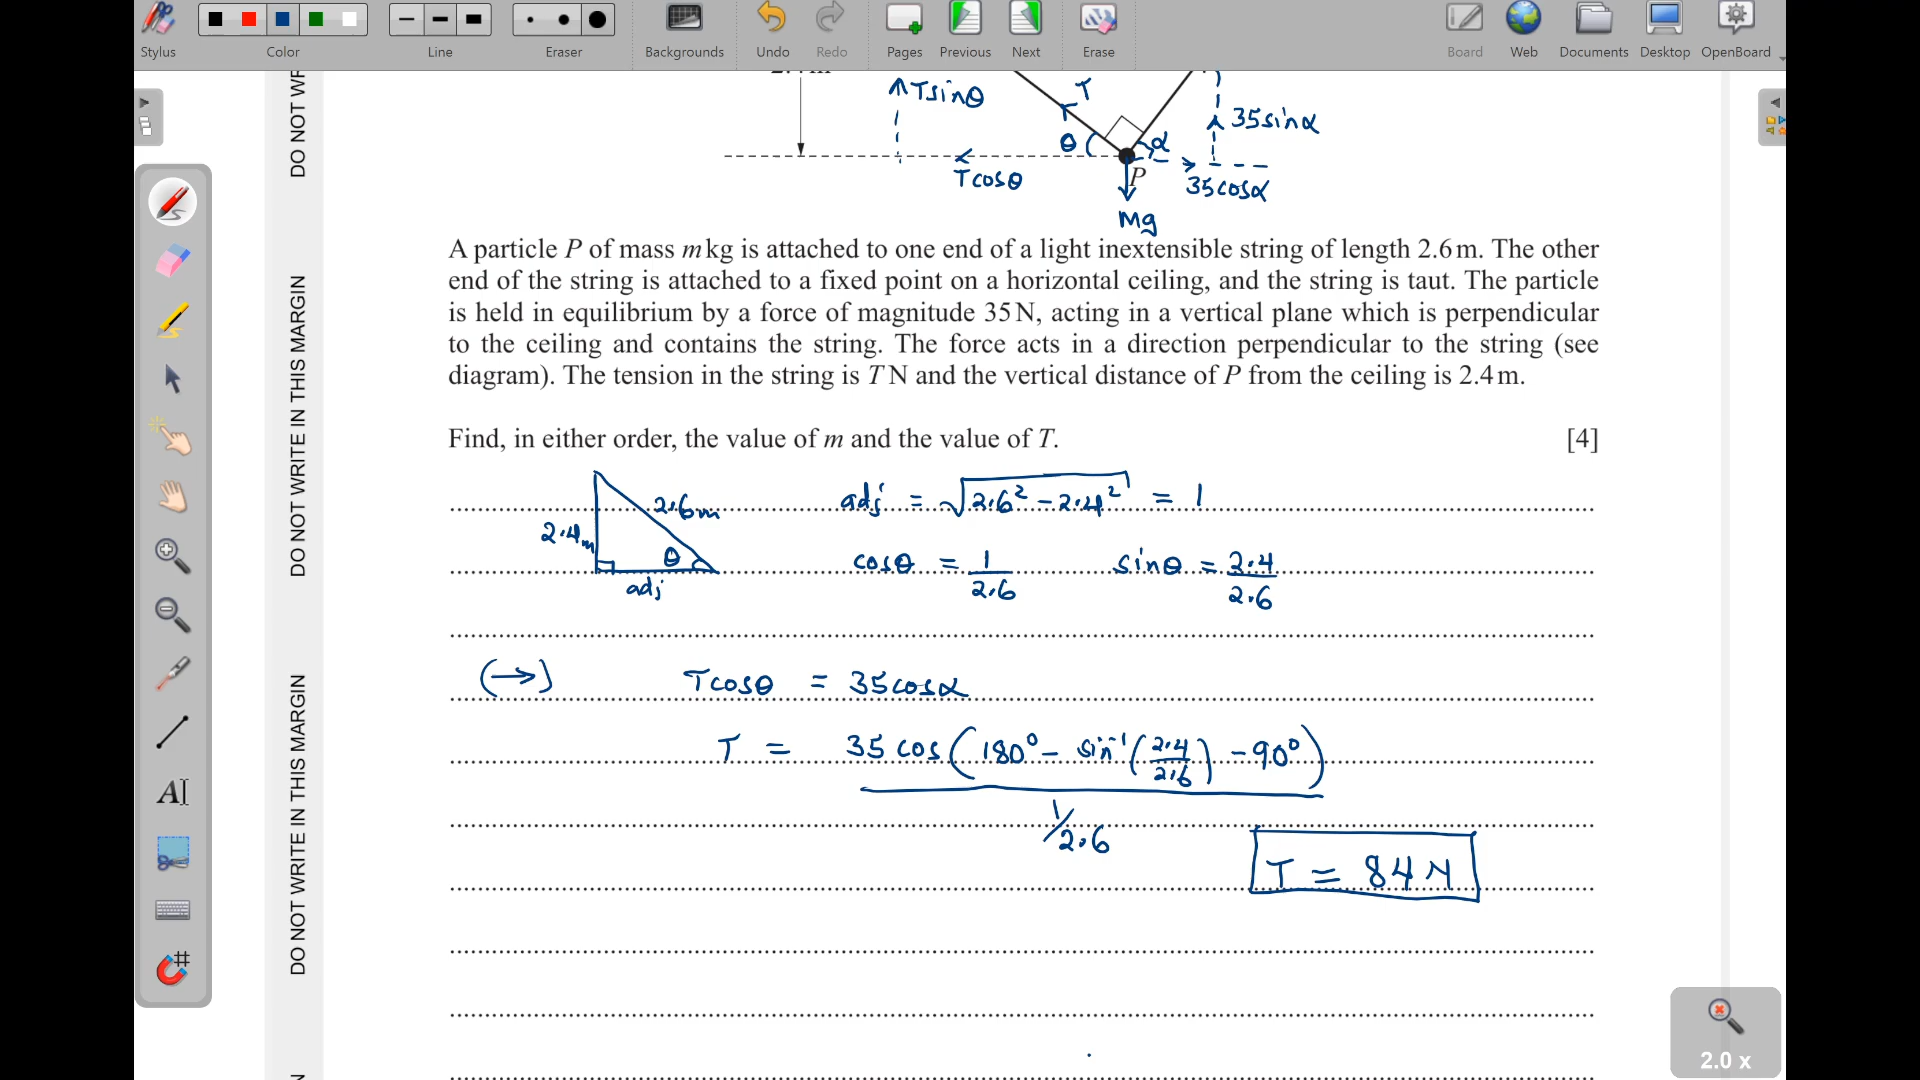 Stylus Color Line Eraser Backgrounds Undo Redo Pages Previous Next Erase Board Web Documents Desktop OpenBoard
DO NOT WR
T
Tsinθ
35sinα
θ
α
Tcosθ
P
35cosα
Mg
A particle P of mass m kg is attached to one end of a light inextensible string of length 2.6 m. The other
end of the string is attached to a fixed point on a horizontal ceiling, and the string is taut. The particle
is held in equilibrium by a force of magnitude 35 N, acting in a vertical plane which is perpendicular
to the ceiling and contains the string. The force acts in a direction perpendicular to the string (see
diagram). The tension in the string is T N and the vertical distance of P from the ceiling is 2.4 m.
DO NOT WRITE IN THIS MARGIN
Find, in either order, the value of m and the value of T. [4]
2.6m
2.4m
θ
adj
adj = √(2.6² − 2.4²) = 1
cosθ = 1/2.6 sinθ = 2.4/2.6
(→) Tcosθ = 35cosα
T = 35 cos(180° − sin⁻¹(2.4/2.6) − 90°)
1/2.6
T = 84 N
DO NOT WRITE IN THIS MARGIN
AI
2.0 x